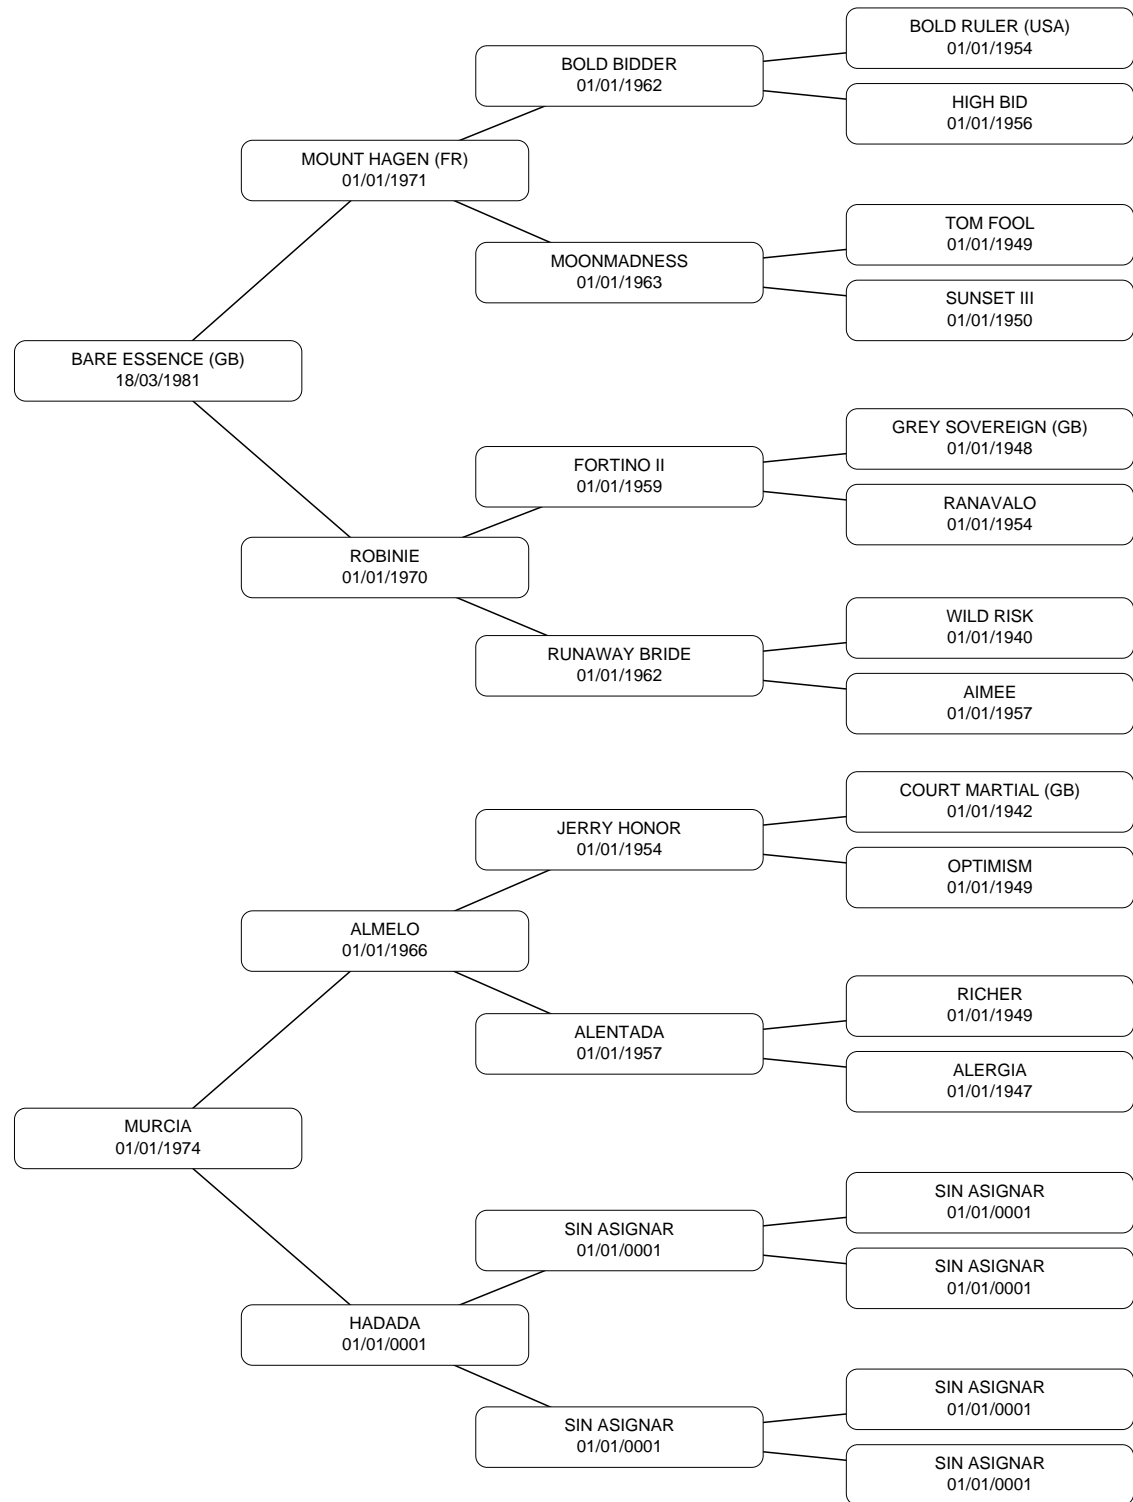 BOLD RULER (USA)
01/01/1954
BOLD BIDDER
01/01/1962
HIGH BID
01/01/1956
MOUNT HAGEN (FR)
01/01/1971
TOM FOOL
01/01/1949
MOONMADNESS
01/01/1963
SUNSET III
01/01/1950
BARE ESSENCE (GB)
18/03/1981
GREY SOVEREIGN (GB)
01/01/1948
FORTINO II
01/01/1959
RANAVALO
01/01/1954
ROBINIE
01/01/1970
WILD RISK
01/01/1940
RUNAWAY BRIDE
01/01/1962
AIMEE
01/01/1957
COURT MARTIAL (GB)
01/01/1942
JERRY HONOR
01/01/1954
OPTIMISM
01/01/1949
ALMELO
01/01/1966
RICHER
01/01/1949
ALENTADA
01/01/1957
ALERGIA
01/01/1947
MURCIA
01/01/1974
SIN ASIGNAR
01/01/0001
SIN ASIGNAR
01/01/0001
SIN ASIGNAR
01/01/0001
HADADA
01/01/0001
SIN ASIGNAR
01/01/0001
SIN ASIGNAR
01/01/0001
SIN ASIGNAR
01/01/0001